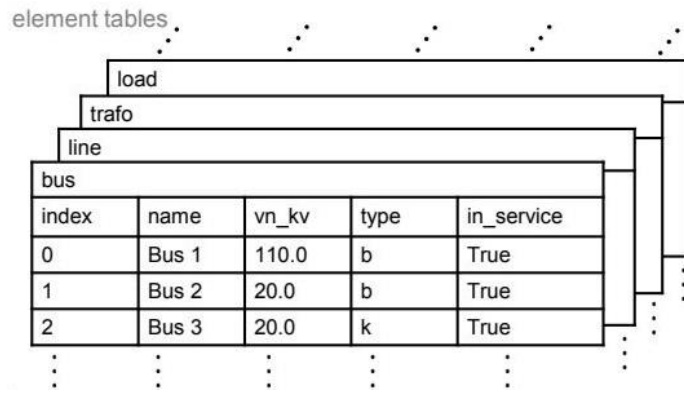 element tables
load
trafo
line
bus
index name vn_kv type in_service
0 Bus 1 110.0 b True
1 Bus 2 20.0 b True
2 Bus 3 20.0 k True